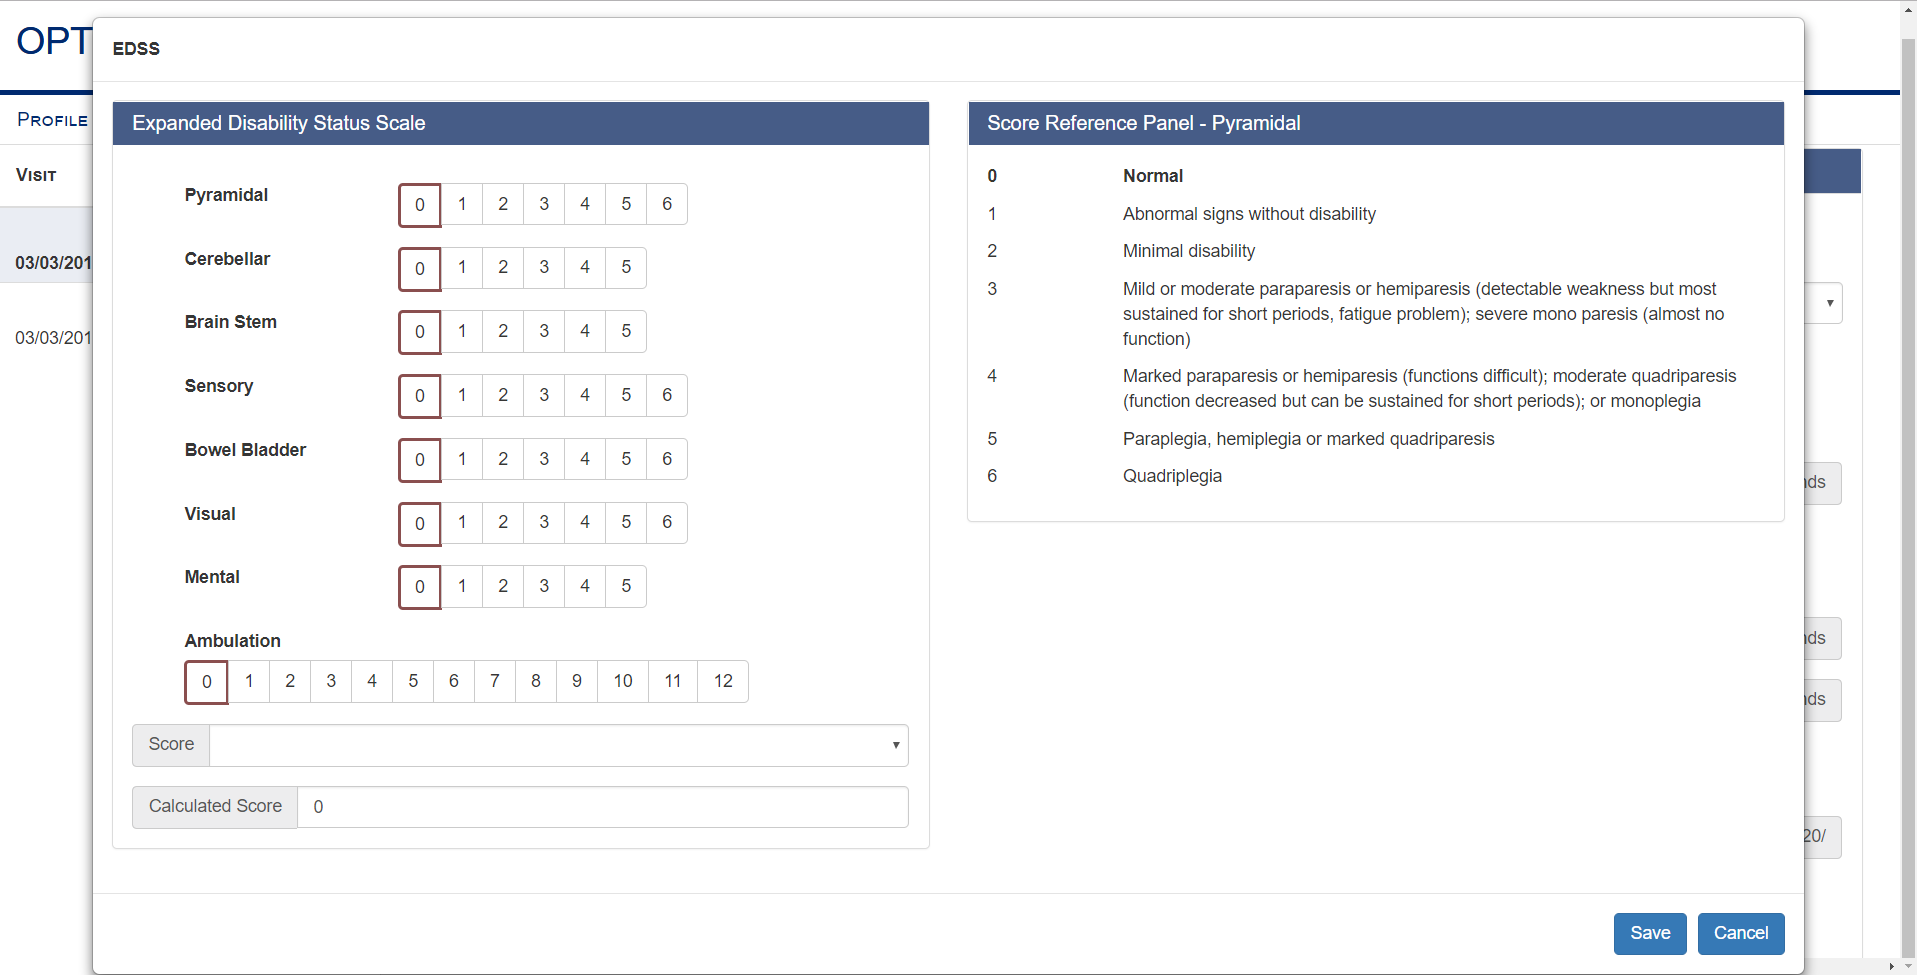 OPT
PROFILE
VISIT
03/03/201
03/03/201
EDSS
Expanded Disability Status Scale
Pyramidal 0 1 2 3 4 5 6
Cerebellar 0 1 2 3 4 5
Brain Stem 0 1 2 3 4 5
Sensory 0 1 2 3 4 5 6
Bowel Bladder 0 1 2 3 4 5 6
Visual 0 1 2 3 4 5 6
Mental 0 1 2 3 4 5
Ambulation
0 1 2 3 4 5 6 7 8 9 10 11 12
Score
Calculated Score 0
Score Reference Panel - Pyramidal
0 Normal
1 Abnormal signs without disability
2 Minimal disability
3 Mild or moderate paraparesis or hemiparesis (detectable weakness but most
sustained for short periods, fatigue problem); severe mono paresis (almost no
function)
4 Marked paraparesis or hemiparesis (functions difficult); moderate quadriparesis
(function decreased but can be sustained for short periods); or monoplegia
5 Paraplegia, hemiplegia or marked quadriparesis
6 Quadriplegia
nds
nds
nds
20/
Save Cancel